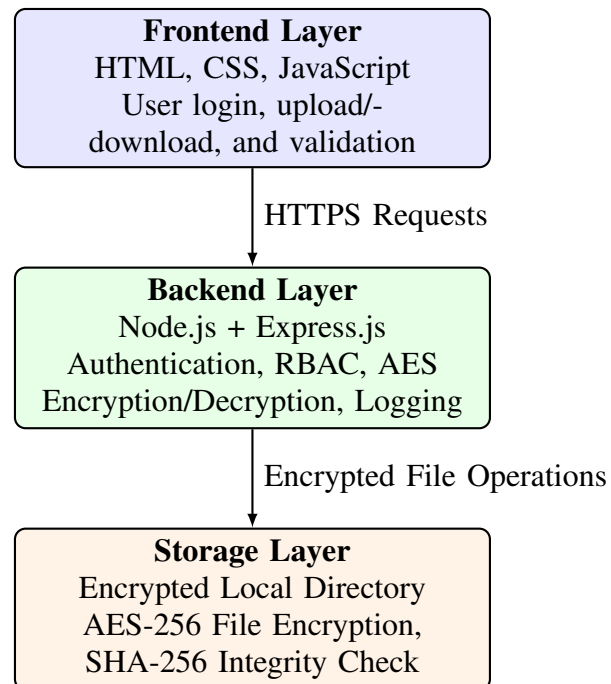 Frontend Layer
HTML, CSS, JavaScript
User login, upload/-
download, and validation
HTTPS Requests
Backend Layer
Node.js + Express.js
Authentication, RBAC, AES
Encryption/Decryption, Logging
Encrypted File Operations
Storage Layer
Encrypted Local Directory
AES-256 File Encryption,
SHA-256 Integrity Check